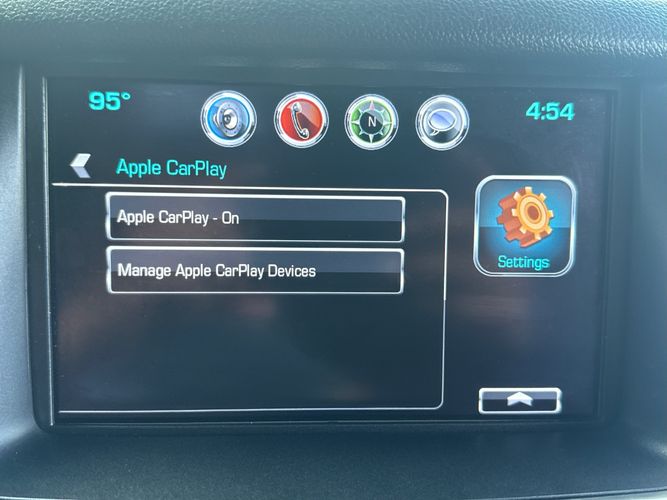 95°
N
4:54
Apple CarPlay
Apple CarPlay - On
Manage Apple CarPlay Devices
Settings